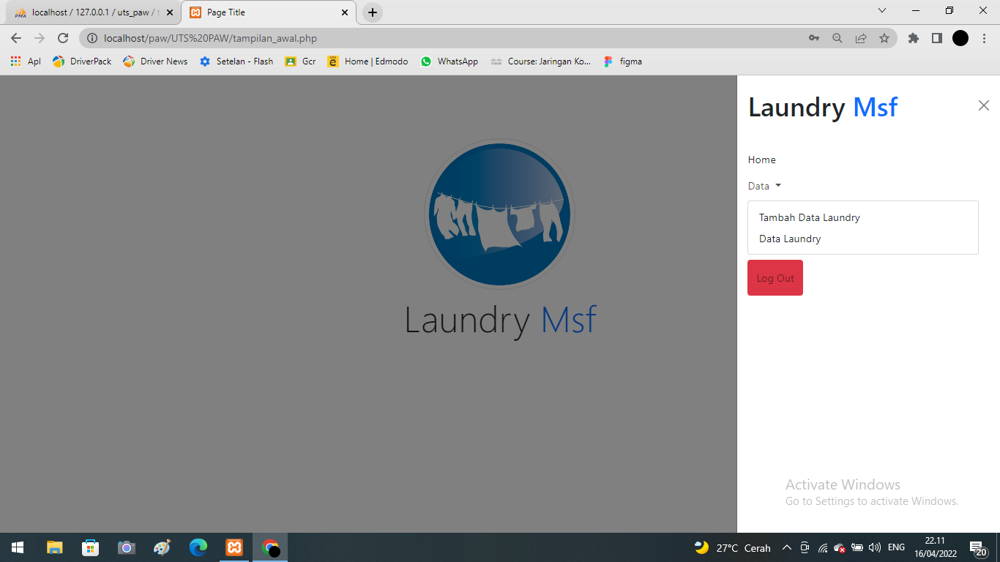 PMA localhost / 127.0.0.1 / uts_paw / t
Page Title
localhost/paw/UTS%20PAW/tampilan_awal.php
Apl DriverPack Driver News Setelan - Flash Gcr Home | Edmodo WhatsApp Course: Jaringan Ko... figma
Laundry Msf
Home
Data
Tambah Data Laundry
Data Laundry
Log Out
Laundry Msf
Activate Windows
Go to Settings to activate Windows.
27°C Cerah ENG
22.11
16/04/2022
20